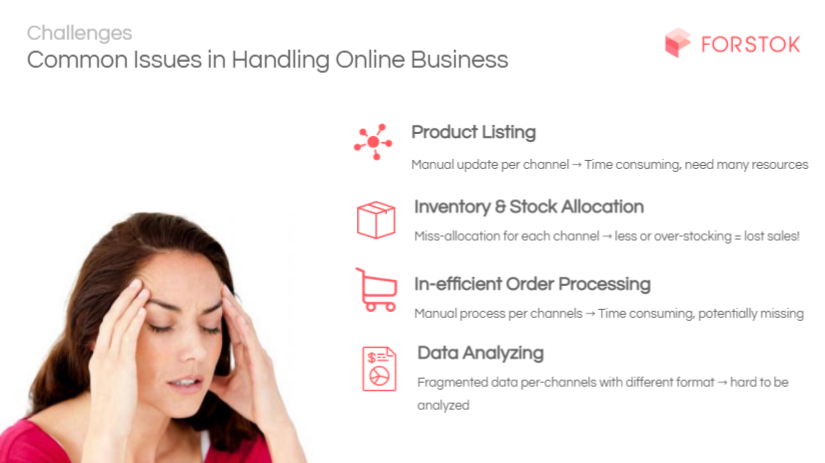 Challenges
Common Issues in Handling Online Business
FORSTOK
Product Listing
Manual update per channel → Time consuming, need many resources
Inventory & Stock Allocation
Miss-allocation for each channel → less or over-stocking = lost sales!
In-efficient Order Processing
Manual process per channels → Time consuming, potentially missing
$
Data Analyzing
Fragmented data per-channels with different format → hard to be
analyzed